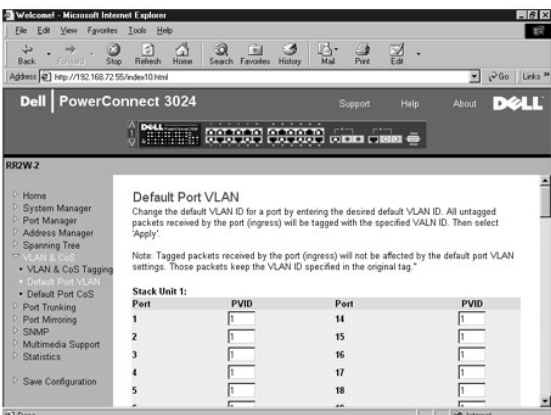 Welcome! - Microsoft Internet Explorer
File Edit View Favorites Tools Help
Back Forward Stop Refresh Home Search Favorites History Mail Print Edit
Address http://192.168.72.55/index10.html Go Links »
Dell PowerConnect 3024 Support Help About DELL
DELL
RR2W-2
Home
System Manager
Port Manager
Address Manager
Spanning Tree
VLAN & CoS
VLAN & CoS Tagging
Default Port VLAN
Default Port CoS
Port Trunking
Port Mirroring
SNMP
Multimedia Support
Statistics
Save Configuration
Default Port VLAN
Change the default VLAN ID for a port by entering the desired default VLAN ID. All untagged
packets received by the port (ingress) will be tagged with the specified VALN ID. Then select
'Apply'.
Note: Tagged packets received by the port (ingress) will not be affected by the default port VLAN
settings. Those packets keep the VLAN ID specified in the original tag."
Stack Unit 1:
Port PVID Port PVID
1 1 14 1
2 1 15 1
3 1 16 1
4 1 17 1
5 1 18 1